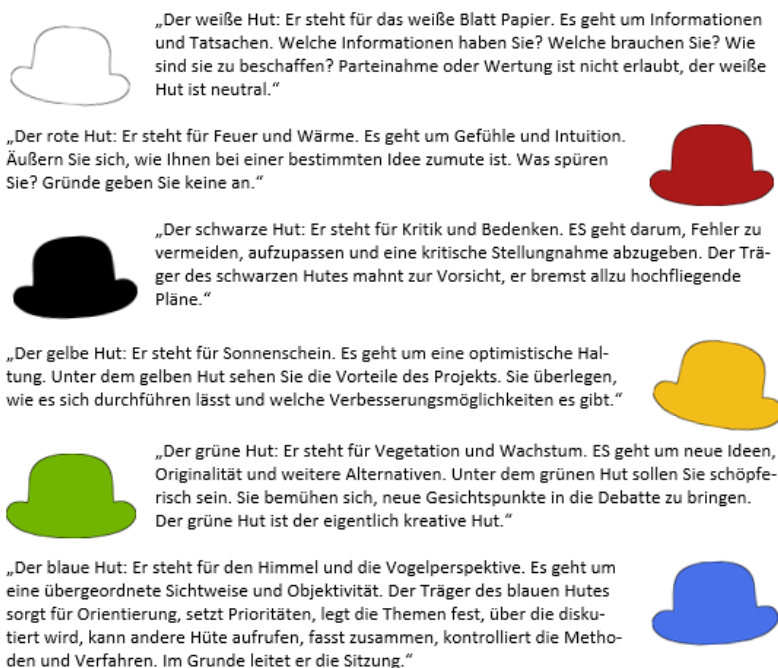 „Der weiße Hut: Er steht für das weiße Blatt Papier. Es geht um Informationen
und Tatsachen. Welche Informationen haben Sie? Welche brauchen Sie? Wie
sind sie zu beschaffen? Parteinahme oder Wertung ist nicht erlaubt, der weiße
Hut ist neutral.“
„Der rote Hut: Er steht für Feuer und Wärme. Es geht um Gefühle und Intuition.
Äußern Sie sich, wie Ihnen bei einer bestimmten Idee zumute ist. Was spüren
Sie? Gründe geben Sie keine an.“
„Der schwarze Hut: Er steht für Kritik und Bedenken. ES geht darum, Fehler zu
vermeiden, aufzupassen und eine kritische Stellungnahme abzugeben. Der Trä-
ger des schwarzen Hutes mahnt zur Vorsicht, er bremst allzu hochfliegende
Pläne.“
„Der gelbe Hut: Er steht für Sonnenschein. Es geht um eine optimistische Hal-
tung. Unter dem gelben Hut sehen Sie die Vorteile des Projekts. Sie überlegen,
wie es sich durchführen lässt und welche Verbesserungsmöglichkeiten es gibt.“
„Der grüne Hut: Er steht für Vegetation und Wachstum. ES geht um neue Ideen,
Originalität und weitere Alternativen. Unter dem grünen Hut sollen Sie schöpfe-
risch sein. Sie bemühen sich, neue Gesichtspunkte in die Debatte zu bringen.
Der grüne Hut ist der eigentlich kreative Hut.“
„Der blaue Hut: Er steht für den Himmel und die Vogelperspektive. Es geht um
eine übergeordnete Sichtweise und Objektivität. Der Träger des blauen Hutes
sorgt für Orientierung, setzt Prioritäten, legt die Themen fest, über die disku-
tiert wird, kann andere Hüte aufrufen, fasst zusammen, kontrolliert die Metho-
den und Verfahren. Im Grunde leitet er die Sitzung.“